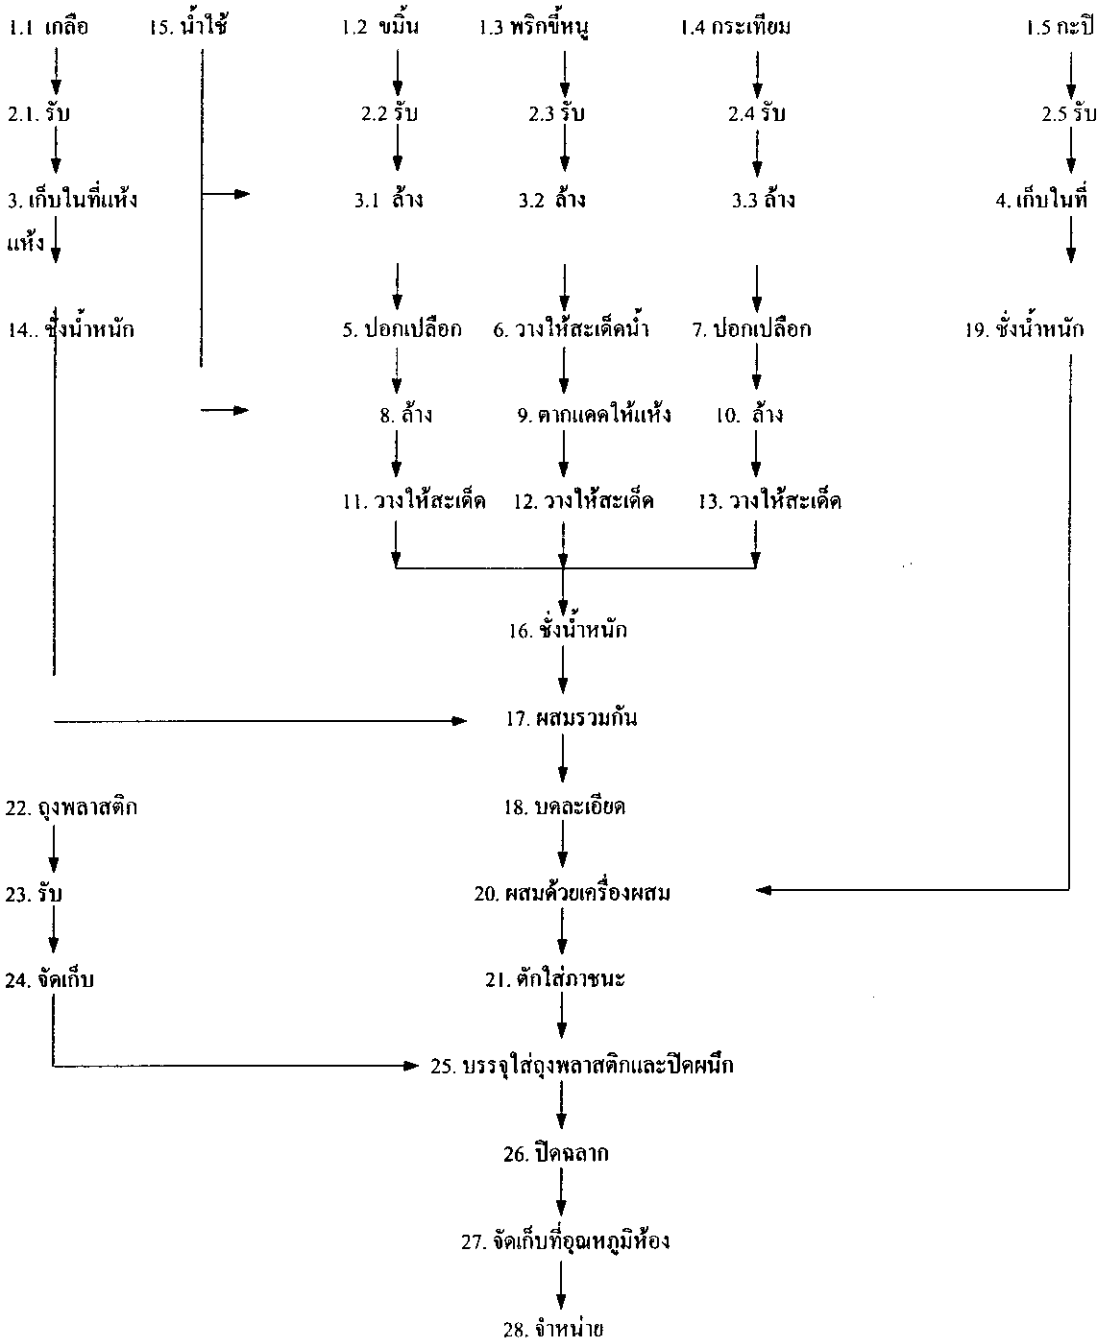 1.1 เกลือ 15. น้ำใช้ 1.2 ขมิ้น 1.3 พริกขี้หนู 1.4 กระเทียม 1.5 กะปิ
2.1. รับ 2.2 รับ 2.3 รับ 2.4 รับ 2.5 รับ
3. เก็บในที่แห้ง 3.1 ล้าง 3.2 ล้าง 3.3 ล้าง 4. เก็บในที่
แห้ง
14.. ชั่งน้ำหนัก 5. ปอกเปลือก 6. วางให้สะเด็ดน้ำ 7. ปอกเปลือก 19. ชั่งน้ำหนัก
8. ล้าง 9. ตากแดดให้แห้ง 10. ล้าง
11. วางให้สะเด็ด 12. วางให้สะเด็ด 13. วางให้สะเด็ด
16. ชั่งน้ำหนัก
17. ผสมรวมกัน
22. ถุงพลาสติก 18. บดละเอียด
23. รับ 20. ผสมด้วยเครื่องผสม
24. จัดเก็บ 21. ตักใส่ภาชนะ
25. บรรจุใส่ถุงพลาสติกและปิดผนึก
26. ปิดฉลาก
27. จัดเก็บที่อุณหภูมิห้อง
28. จำหน่าย